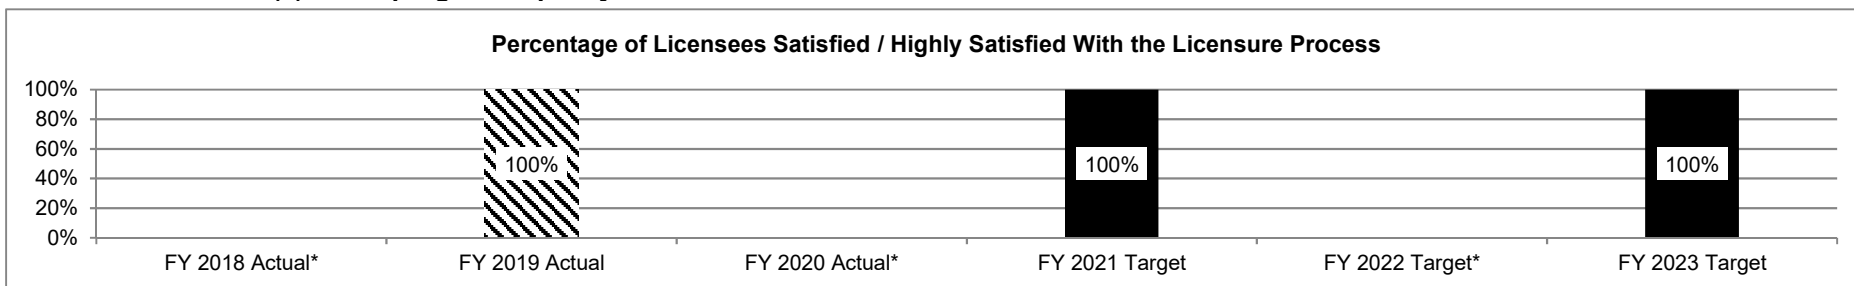 Percentage of Licensees Satisfied / Highly Satisfied With the Licensure Process
100%
80%
60%
40%
20%
0%
100% 100% 100%
FY 2018 Actual* FY 2019 Actual FY 2020 Actual* FY 2021 Target FY 2022 Target* FY 2023 Target